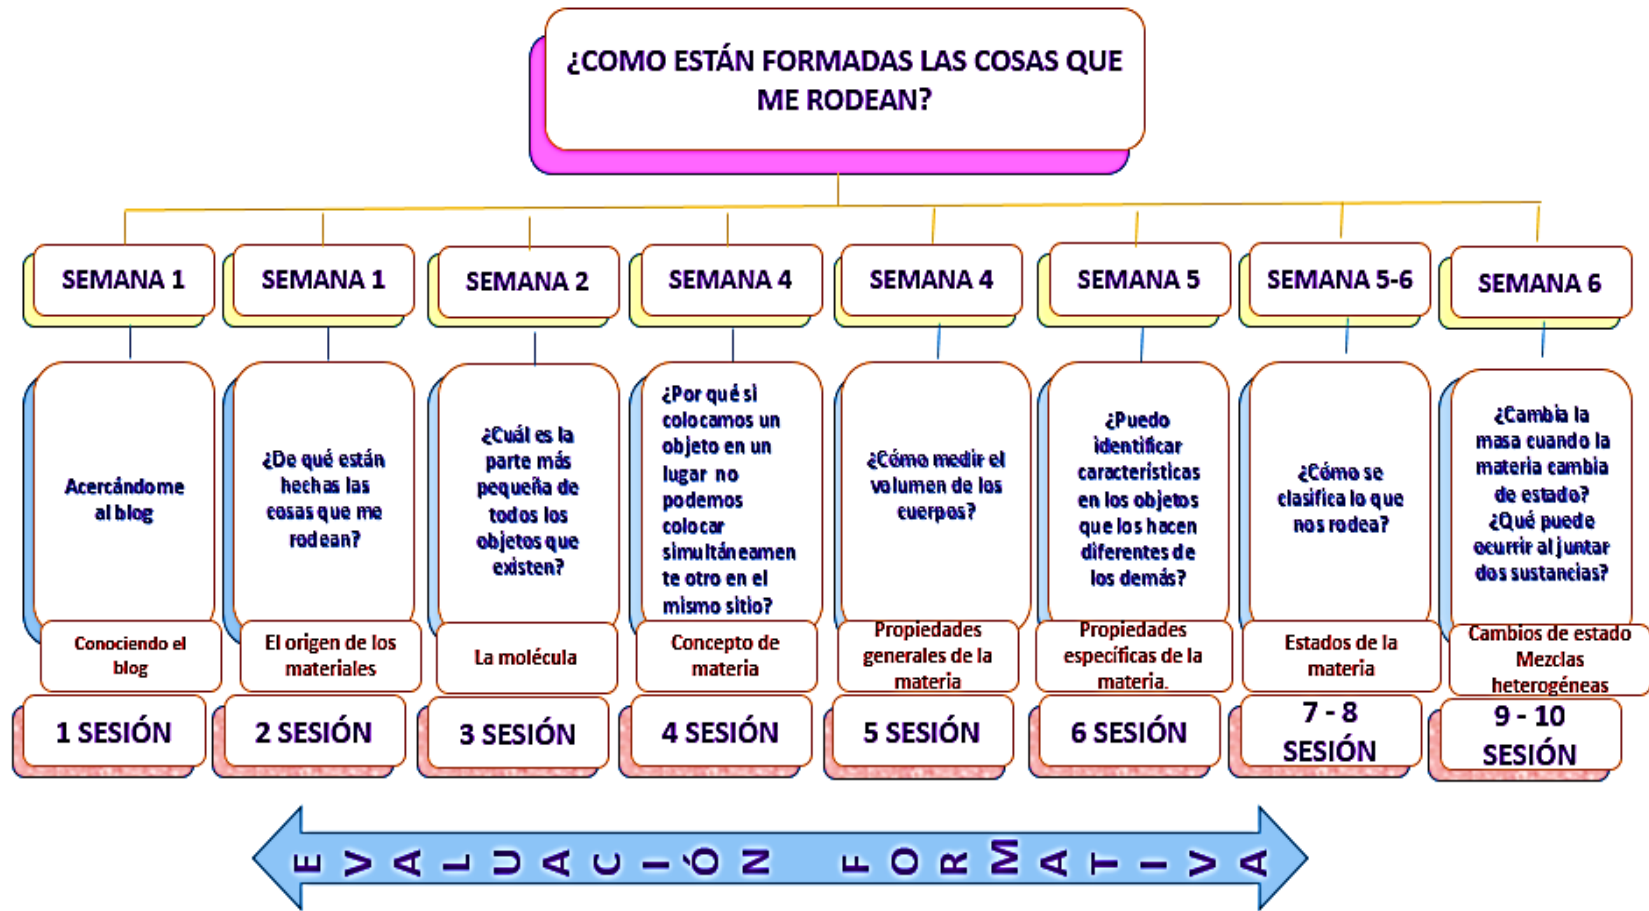 ¿COMO ESTÁN FORMADAS LAS COSAS QUE
ME RODEAN?
SEMANA 1
SEMANA 1
SEMANA 2
SEMANA 4
SEMANA 4
SEMANA 5
SEMANA 5-6
SEMANA 6
Acercándome
al blog
¿De qué están
hechas las
cosas que me
rodean?
¿Cuál es la
parte más
pequeña de
todos los
objetos que
existen?
¿Por qué si
colocamos un
objeto en un
lugar no
podemos
colocar
simultáneamen
te otro en el
mismo sitio?
¿Cómo medir el
volumen de los
cuerpos?
¿Puedo
identificar
características
en los objetos
que los hacen
diferentes de
los demás?
¿Cómo se
clasifica lo que
nos rodea?
¿Cambia la
masa cuando la
materia cambia
de estado?
¿Qué puede
ocurrir al juntar
dos sustancias?
Conociendo el
blog
El origen de los
materiales
La molécula
Concepto de
materia
Propiedades
generales de la
materia
Propiedades
específicas de la
materia.
Estados de la
materia
Cambios de estado
Mezclas
heterogéneas
1 SESIÓN
2 SESIÓN
3 SESIÓN
4 SESIÓN
5 SESIÓN
6 SESIÓN
7 - 8
SESIÓN
9 - 10
SESIÓN
EVALUACIÓN FORMATIVA